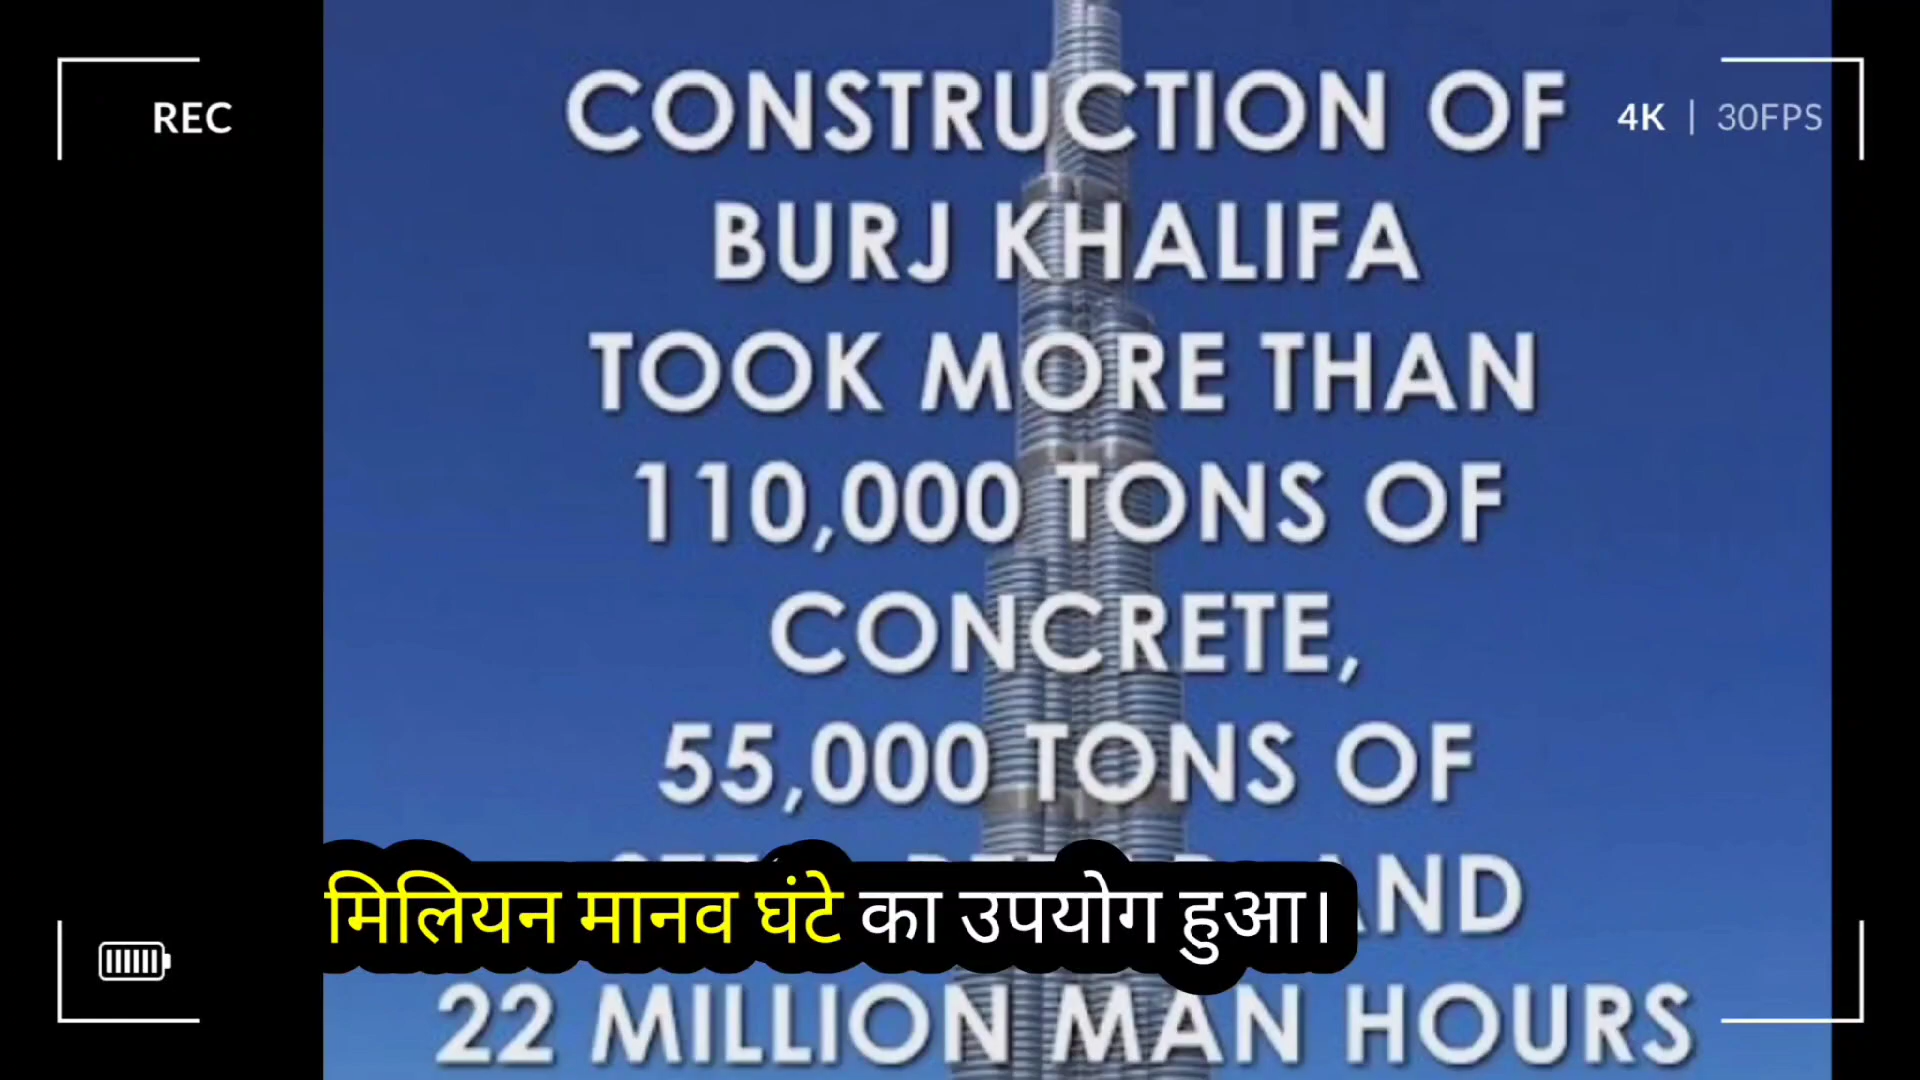 REC
4K | 30FPS
CONSTRUCTION OF
BURJ KHALIFA
TOOK MORE THAN
110,000 TONS OF
CONCRETE,
55,000 TONS OF
AND
मिलियन मानव घंटे का उपयोग हुआ।
22 MILLION MAN HOURS